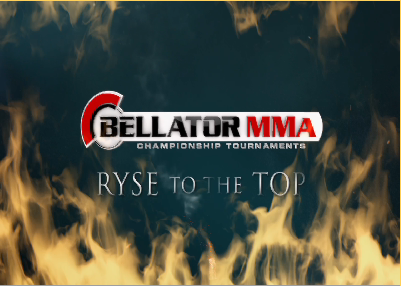 BELLATOR MMA
CHAMPIONSHIP TOURNAMENTS
RYSE TO THE TOP